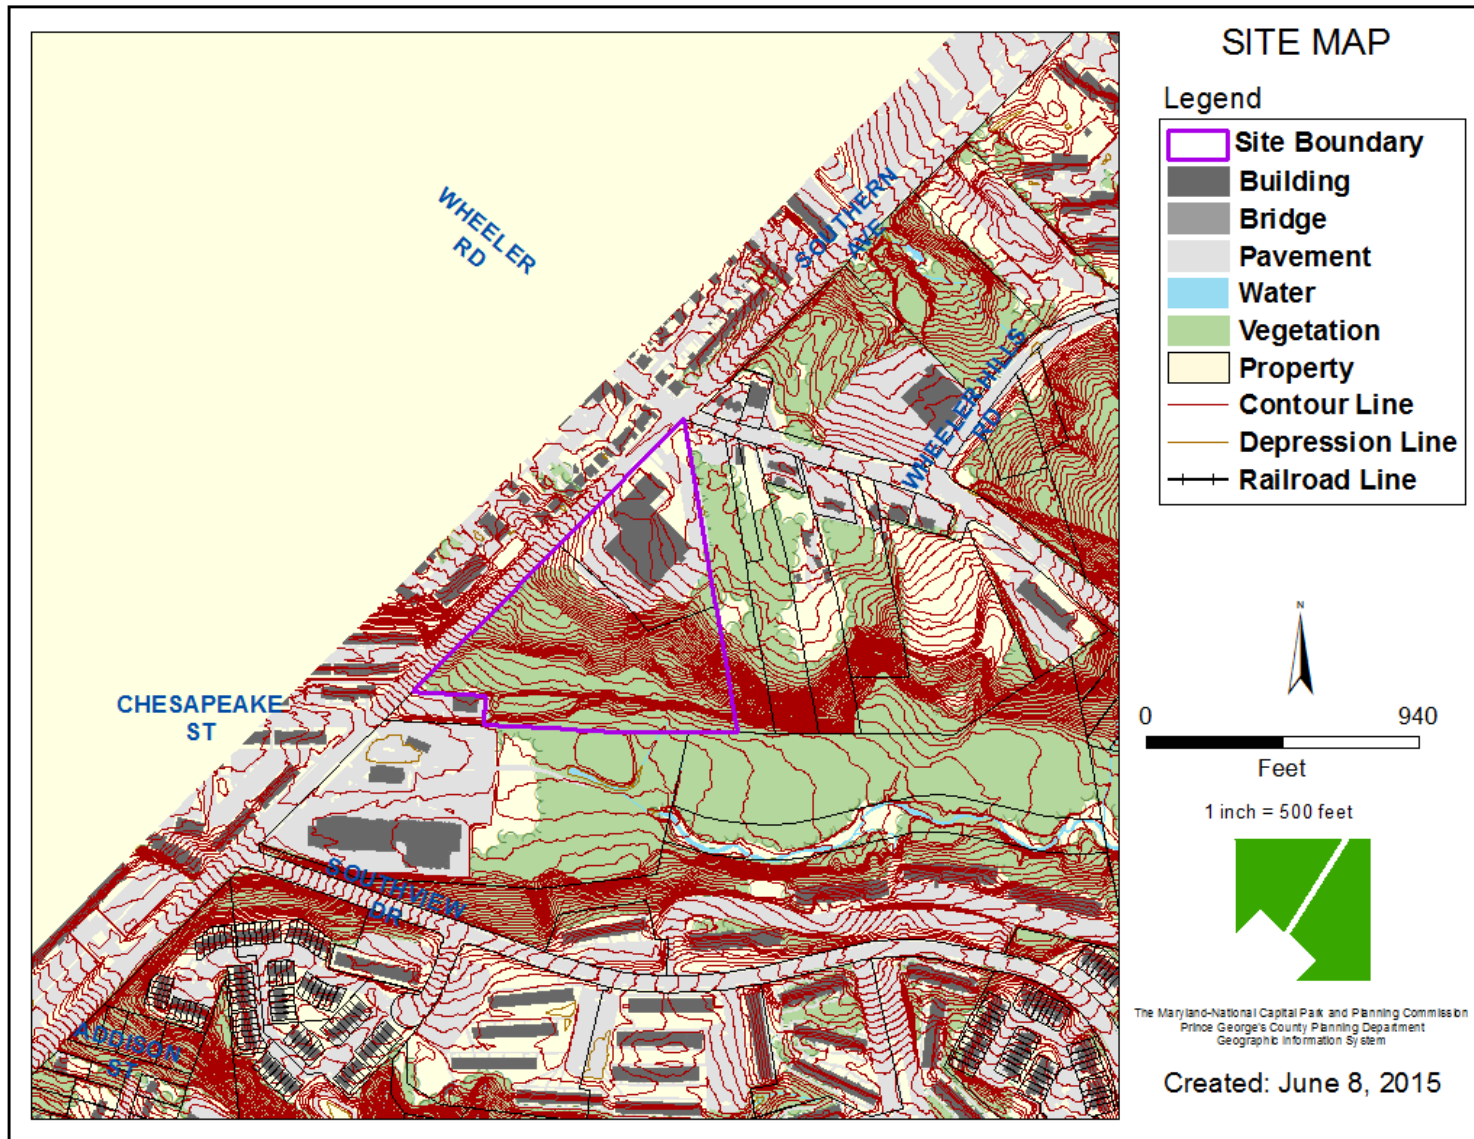 SITE MAP
Legend
Site Boundary
Building
Bridge
Pavement
Water
Vegetation
Property
Contour Line
Depression Line
Railroad Line
WHEELER
RD
SOUTHERN
AVE
WHEELER HILLS
RD
CHESAPEAKE
ST
SOUTHVIEW
DR
ADDISON
ST
N
0 940
Feet
1 inch = 500 feet
The Maryland-National Capital Park and Planning Commission
Prince George's County Planning Department
Geographic Information System
Created: June 8, 2015